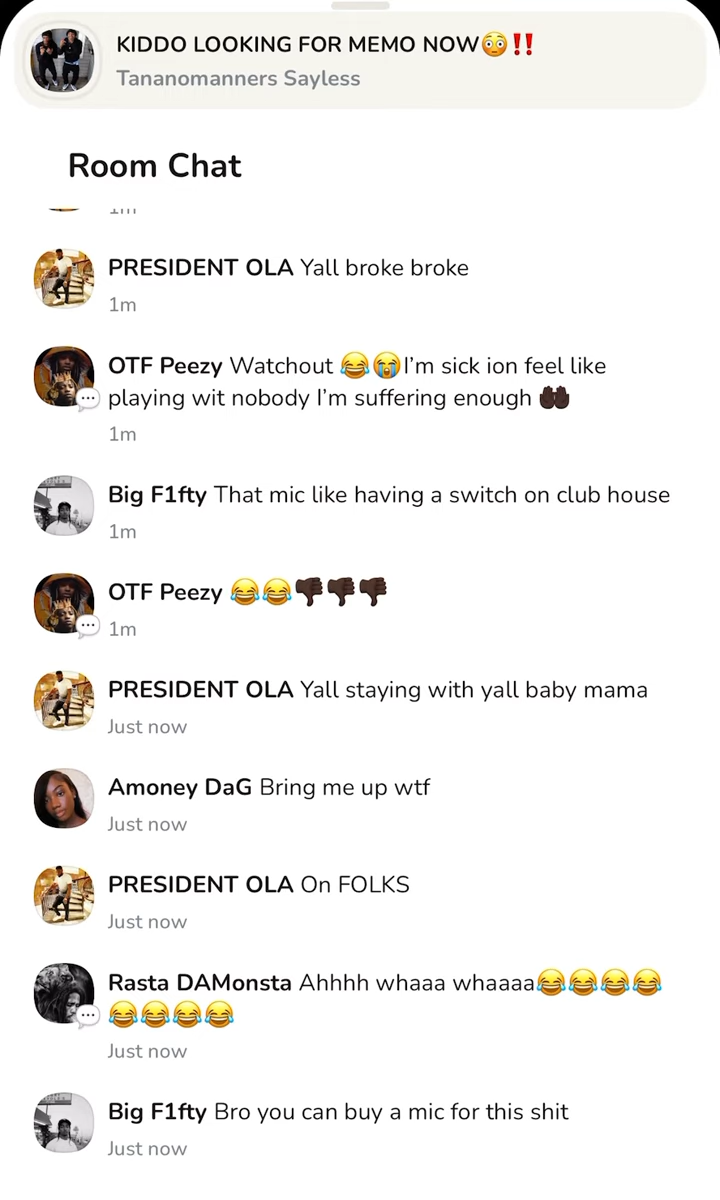 KIDDO LOOKING FOR MEMO NOW😳‼️
Tananomanners Sayless
Room Chat
1m
PRESIDENT OLA Yall broke broke
1m
OTF Peezy Watchout 😂😭I'm sick ion feel like
playing wit nobody I'm suffering enough 🤲🏿
1m
Big F1fty That mic like having a switch on club house
1m
OTF Peezy 😂😂👎🏿👎🏿👎🏿
1m
PRESIDENT OLA Yall staying with yall baby mama
Just now
Amoney DaG Bring me up wtf
Just now
PRESIDENT OLA On FOLKS
Just now
Rasta DAMonsta Ahhhh whaaa whaaaa😂😂😂😂
😂😂😂😂
Just now
Big F1fty Bro you can buy a mic for this shit
Just now